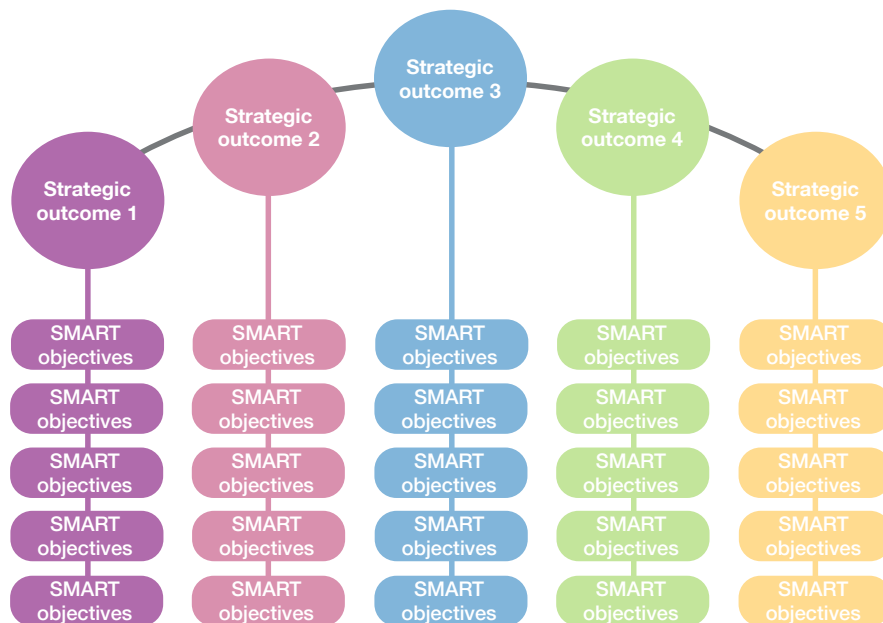 Strategic
outcome 1
Strategic
outcome 2
Strategic
outcome 3
Strategic
outcome 4
Strategic
outcome 5
SMART
objectives
SMART
objectives
SMART
objectives
SMART
objectives
SMART
objectives
SMART
objectives
SMART
objectives
SMART
objectives
SMART
objectives
SMART
objectives
SMART
objectives
SMART
objectives
SMART
objectives
SMART
objectives
SMART
objectives
SMART
objectives
SMART
objectives
SMART
objectives
SMART
objectives
SMART
objectives
SMART
objectives
SMART
objectives
SMART
objectives
SMART
objectives
SMART
objectives